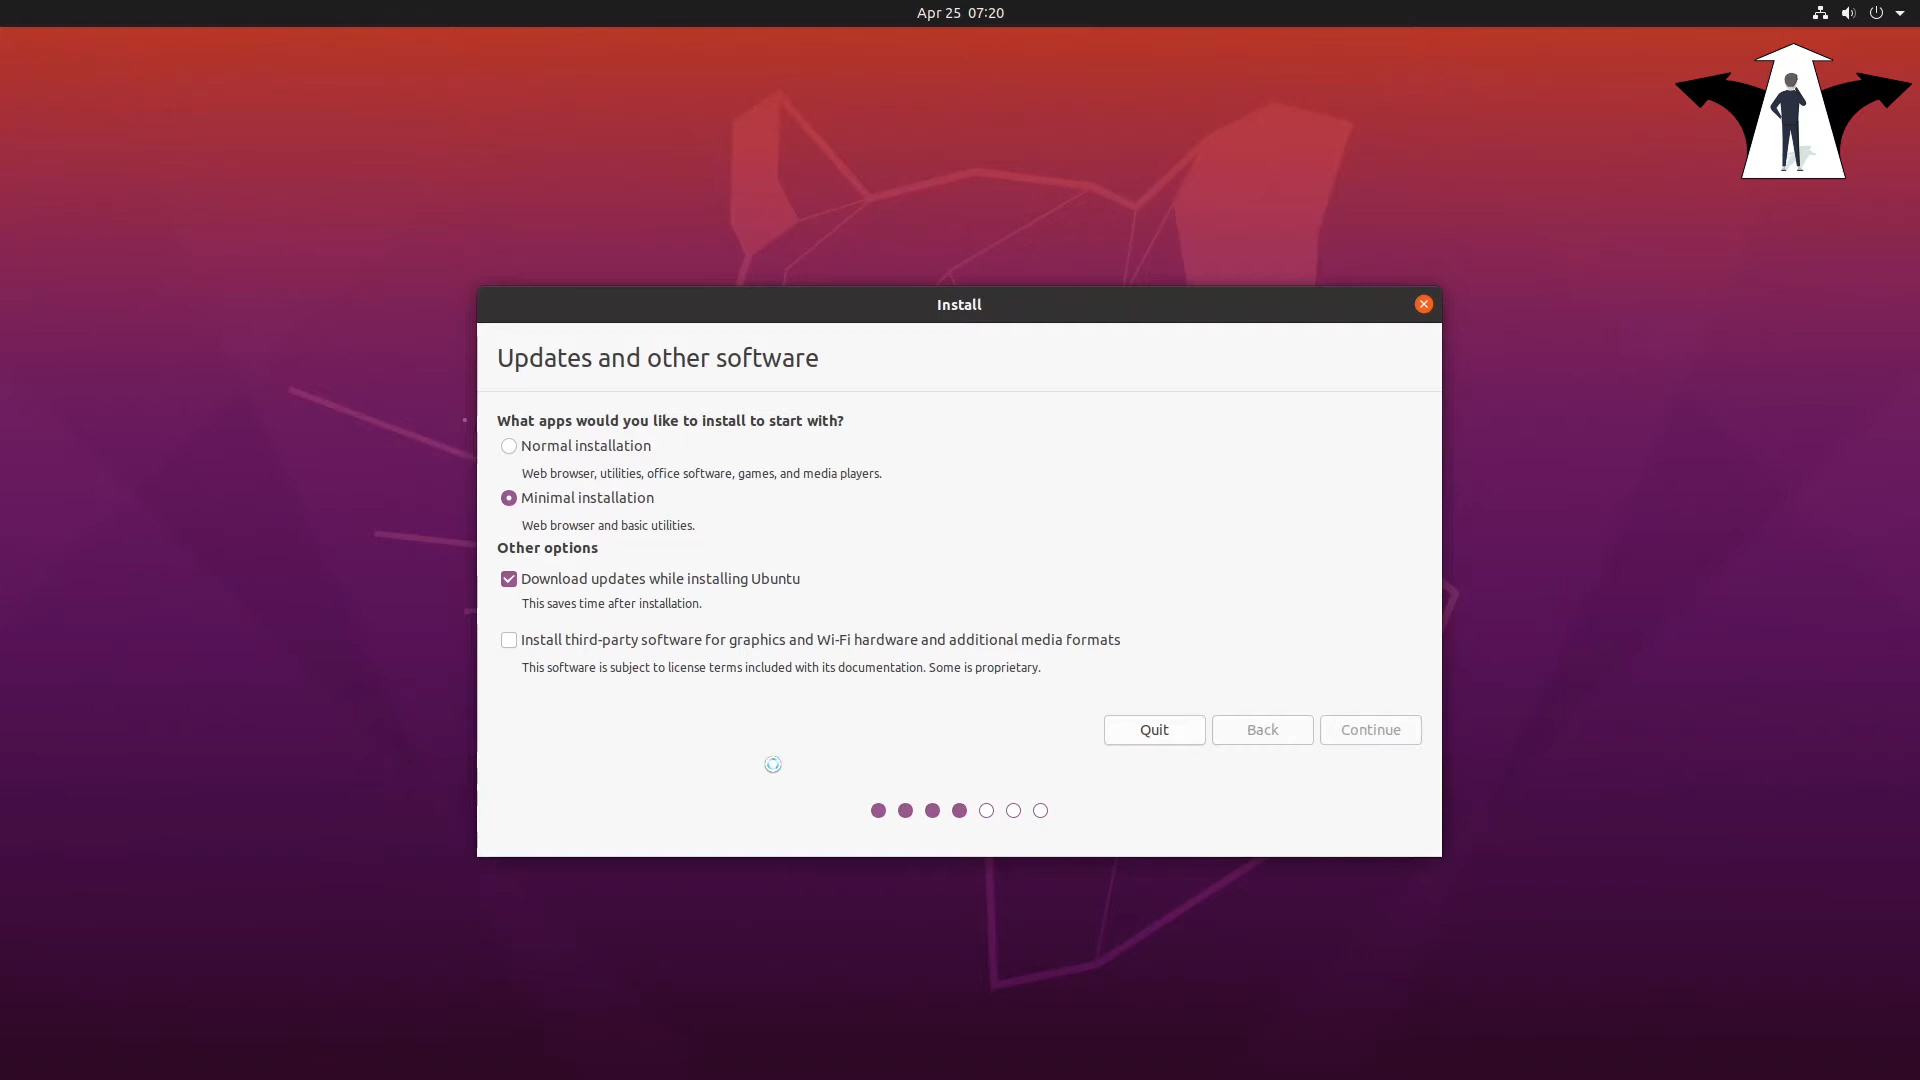 Apr 25  07:20
Install
Updates and other software
What apps would you like to install to start with?
Normal installation
Web browser, utilities, office software, games, and media players.
Minimal installation
Web browser and basic utilities.
Other options
Download updates while installing Ubuntu
This saves time after installation.
Install third-party software for graphics and Wi-Fi hardware and additional media formats
This software is subject to license terms included with its documentation. Some is proprietary.
Quit
Back
Continue